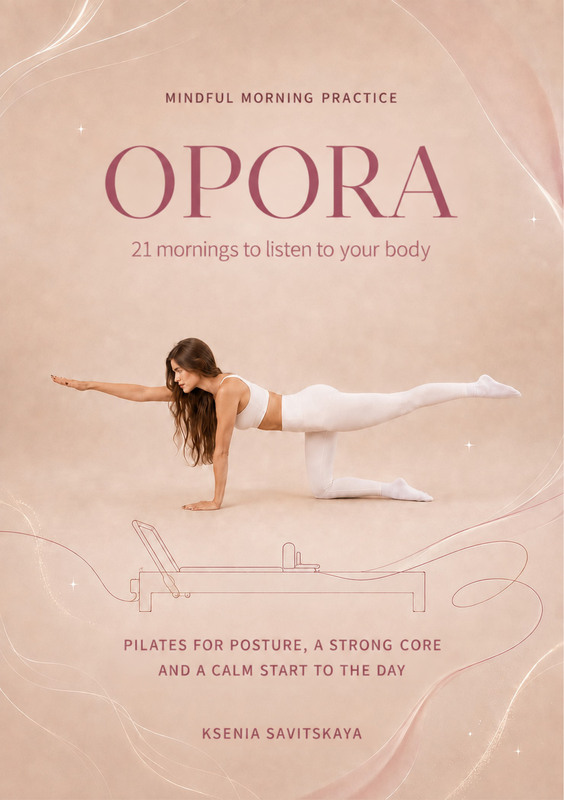 MINDFUL MORNING PRACTICE
OPORA
21 mornings to listen to your body
PILATES FOR POSTURE, A STRONG CORE
AND A CALM START TO THE DAY
KSENIA SAVITSKAYA